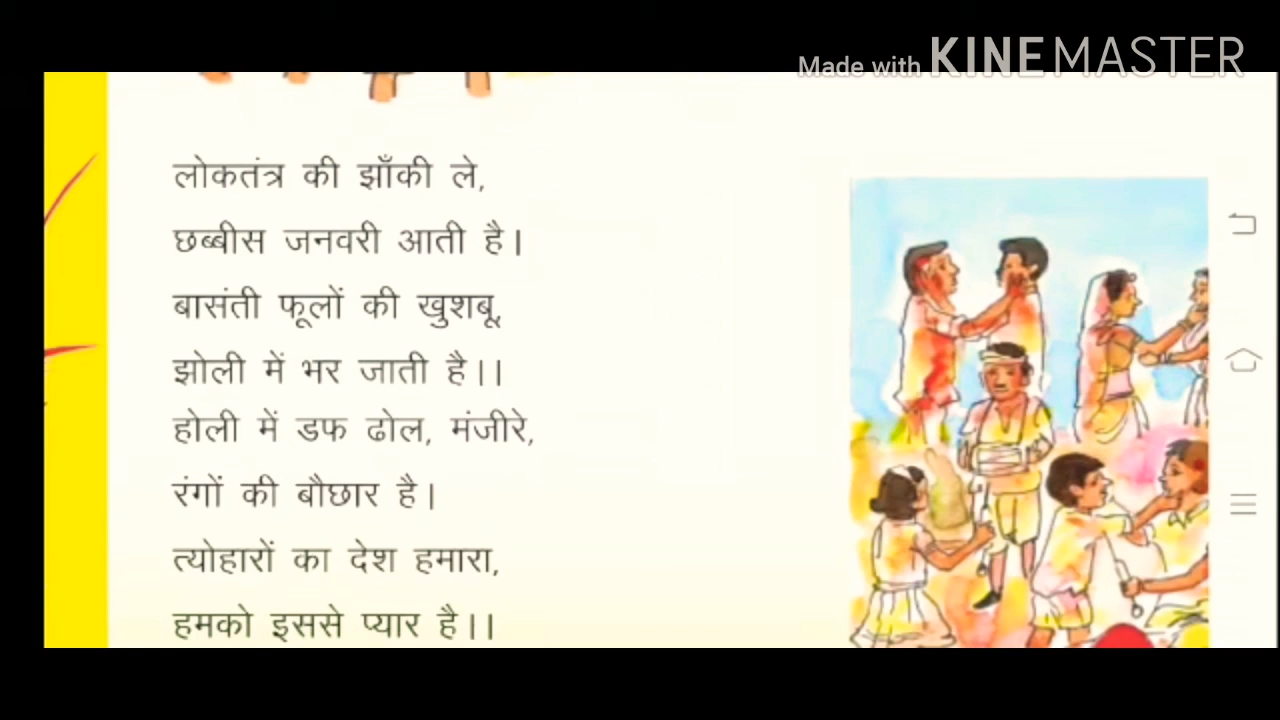 Made with KINEMASTER
लोकतंत्र की झाँकी ले,
छब्बीस जनवरी आती है।
बासंती फूलों की खुशबू,
झोली में भर जाती है।।
होली में डफ ढोल, मंजीरे,
रंगों की बौछार है।
त्योहारों का देश हमारा,
हमको इससे प्यार है।।